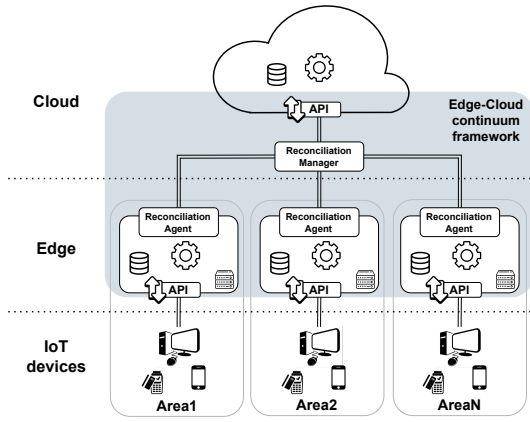 Cloud
API
Edge-Cloud
continuum
framework
Reconciliation
Manager
Edge
Reconciliation
Agent
Reconciliation
Agent
Reconciliation
Agent
API
API
API
IoT
devices
Area1
Area2
AreaN